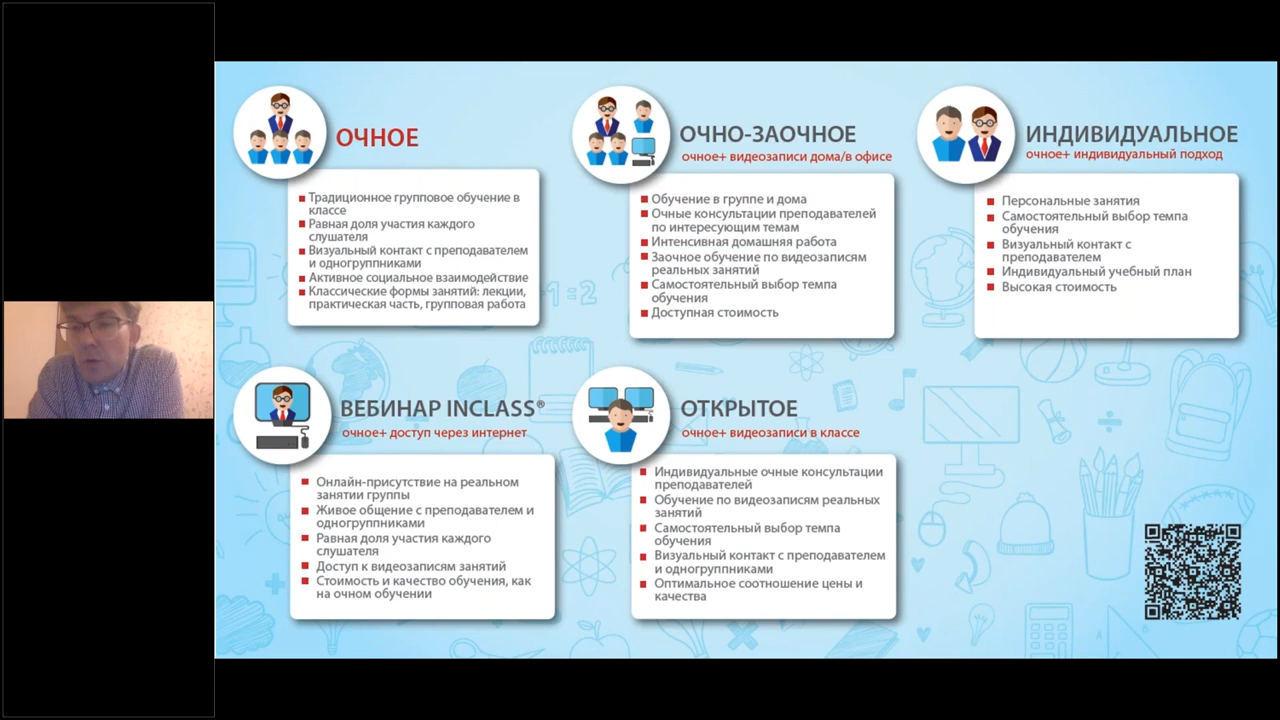 ОЧНОЕ
Традиционное групповое обучение в
классе
Равная доля участия каждого
слушателя
Визуальный контакт с преподавателем
и одногруппниками
Активное социальное взаимодействие
Классические формы занятий: лекции,
практическая часть, групповая работа
ОЧНО-ЗАОЧНОЕ
очное+ видеозаписи дома/в офисе
Обучение в группе и дома
Очные консультации преподавателей
по интересующим темам
Интенсивная домашняя работа
Заочное обучение по видеозаписям
реальных занятий
Самостоятельный выбор темпа
обучения
Доступная стоимость
ИНДИВИДУАЛЬНОЕ
очное+ индивидуальный подход
Персональные занятия
Самостоятельный выбор темпа
обучения
Визуальный контакт с
преподавателем
Индивидуальный учебный план
Высокая стоимость
ВЕБИНАР INCLASS®
очное+ доступ через интернет
Онлайн-присутствие на реальном
занятии группы
Живое общение с преподавателем и
одногруппниками
Равная доля участия каждого
слушателя
Доступ к видеозаписям занятий
Стоимость и качество обучения, как
на очном обучении
ОТКРЫТОЕ
очное+ видеозаписи в классе
Индивидуальные очные консультации
преподавателей
Обучение по видеозаписям реальных
занятий
Самостоятельный выбор темпа
обучения
Визуальный контакт с преподавателем
и одногруппниками
Оптимальное соотношение цены и
качества